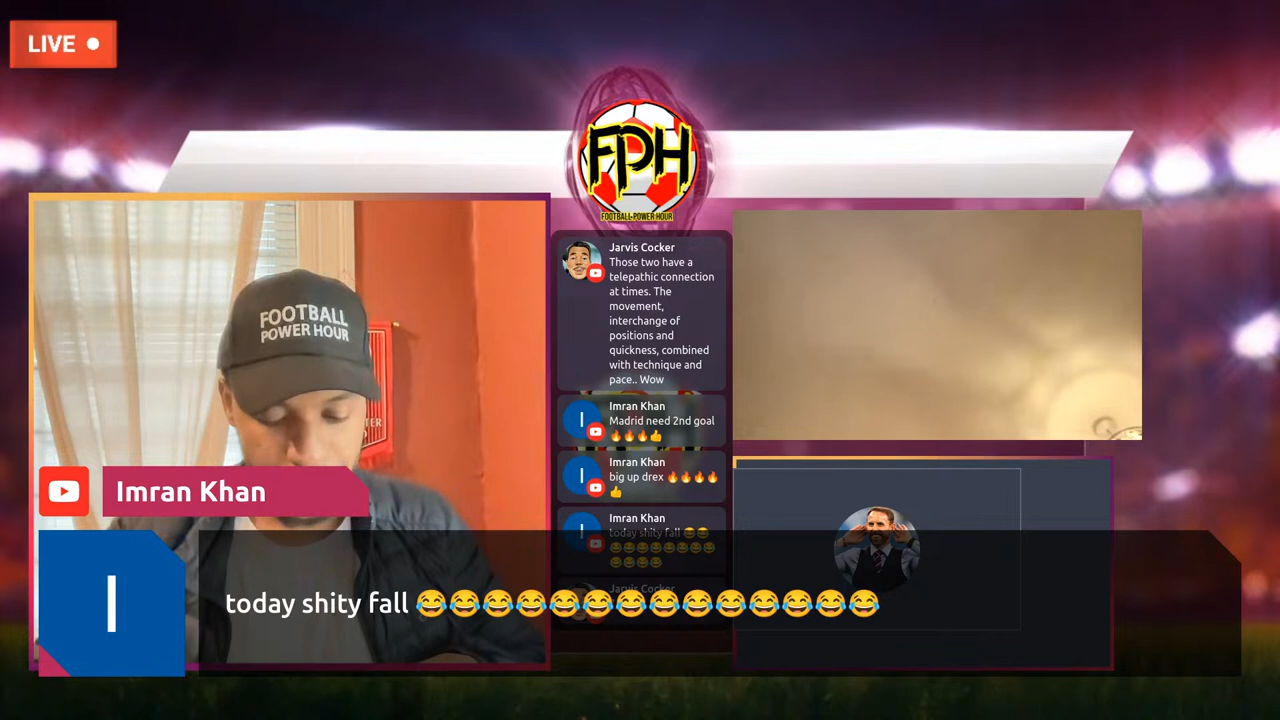 LIVE
FPH
FOOTBALL POWER HOUR
FOOTBALL
POWER HOUR
Jarvis Cocker
Those two have a
telepathic connection
at times. The
movement,
interchange of
positions and
quickness, combined
with technique and
pace.. Wow
Imran Khan
Madrid need 2nd goal
🔥🔥🔥👍
Imran Khan
big up drex 🔥🔥🔥🔥
👍
Imran Khan
today shity fall 😂😂
😂😂😂😂😂😂😂😂
😂😂😂😂
Jarvis Cocker
I
I
I
Imran Khan
I
today shity fall 😂😂😂😂😂😂😂😂😂😂😂😂😂😂